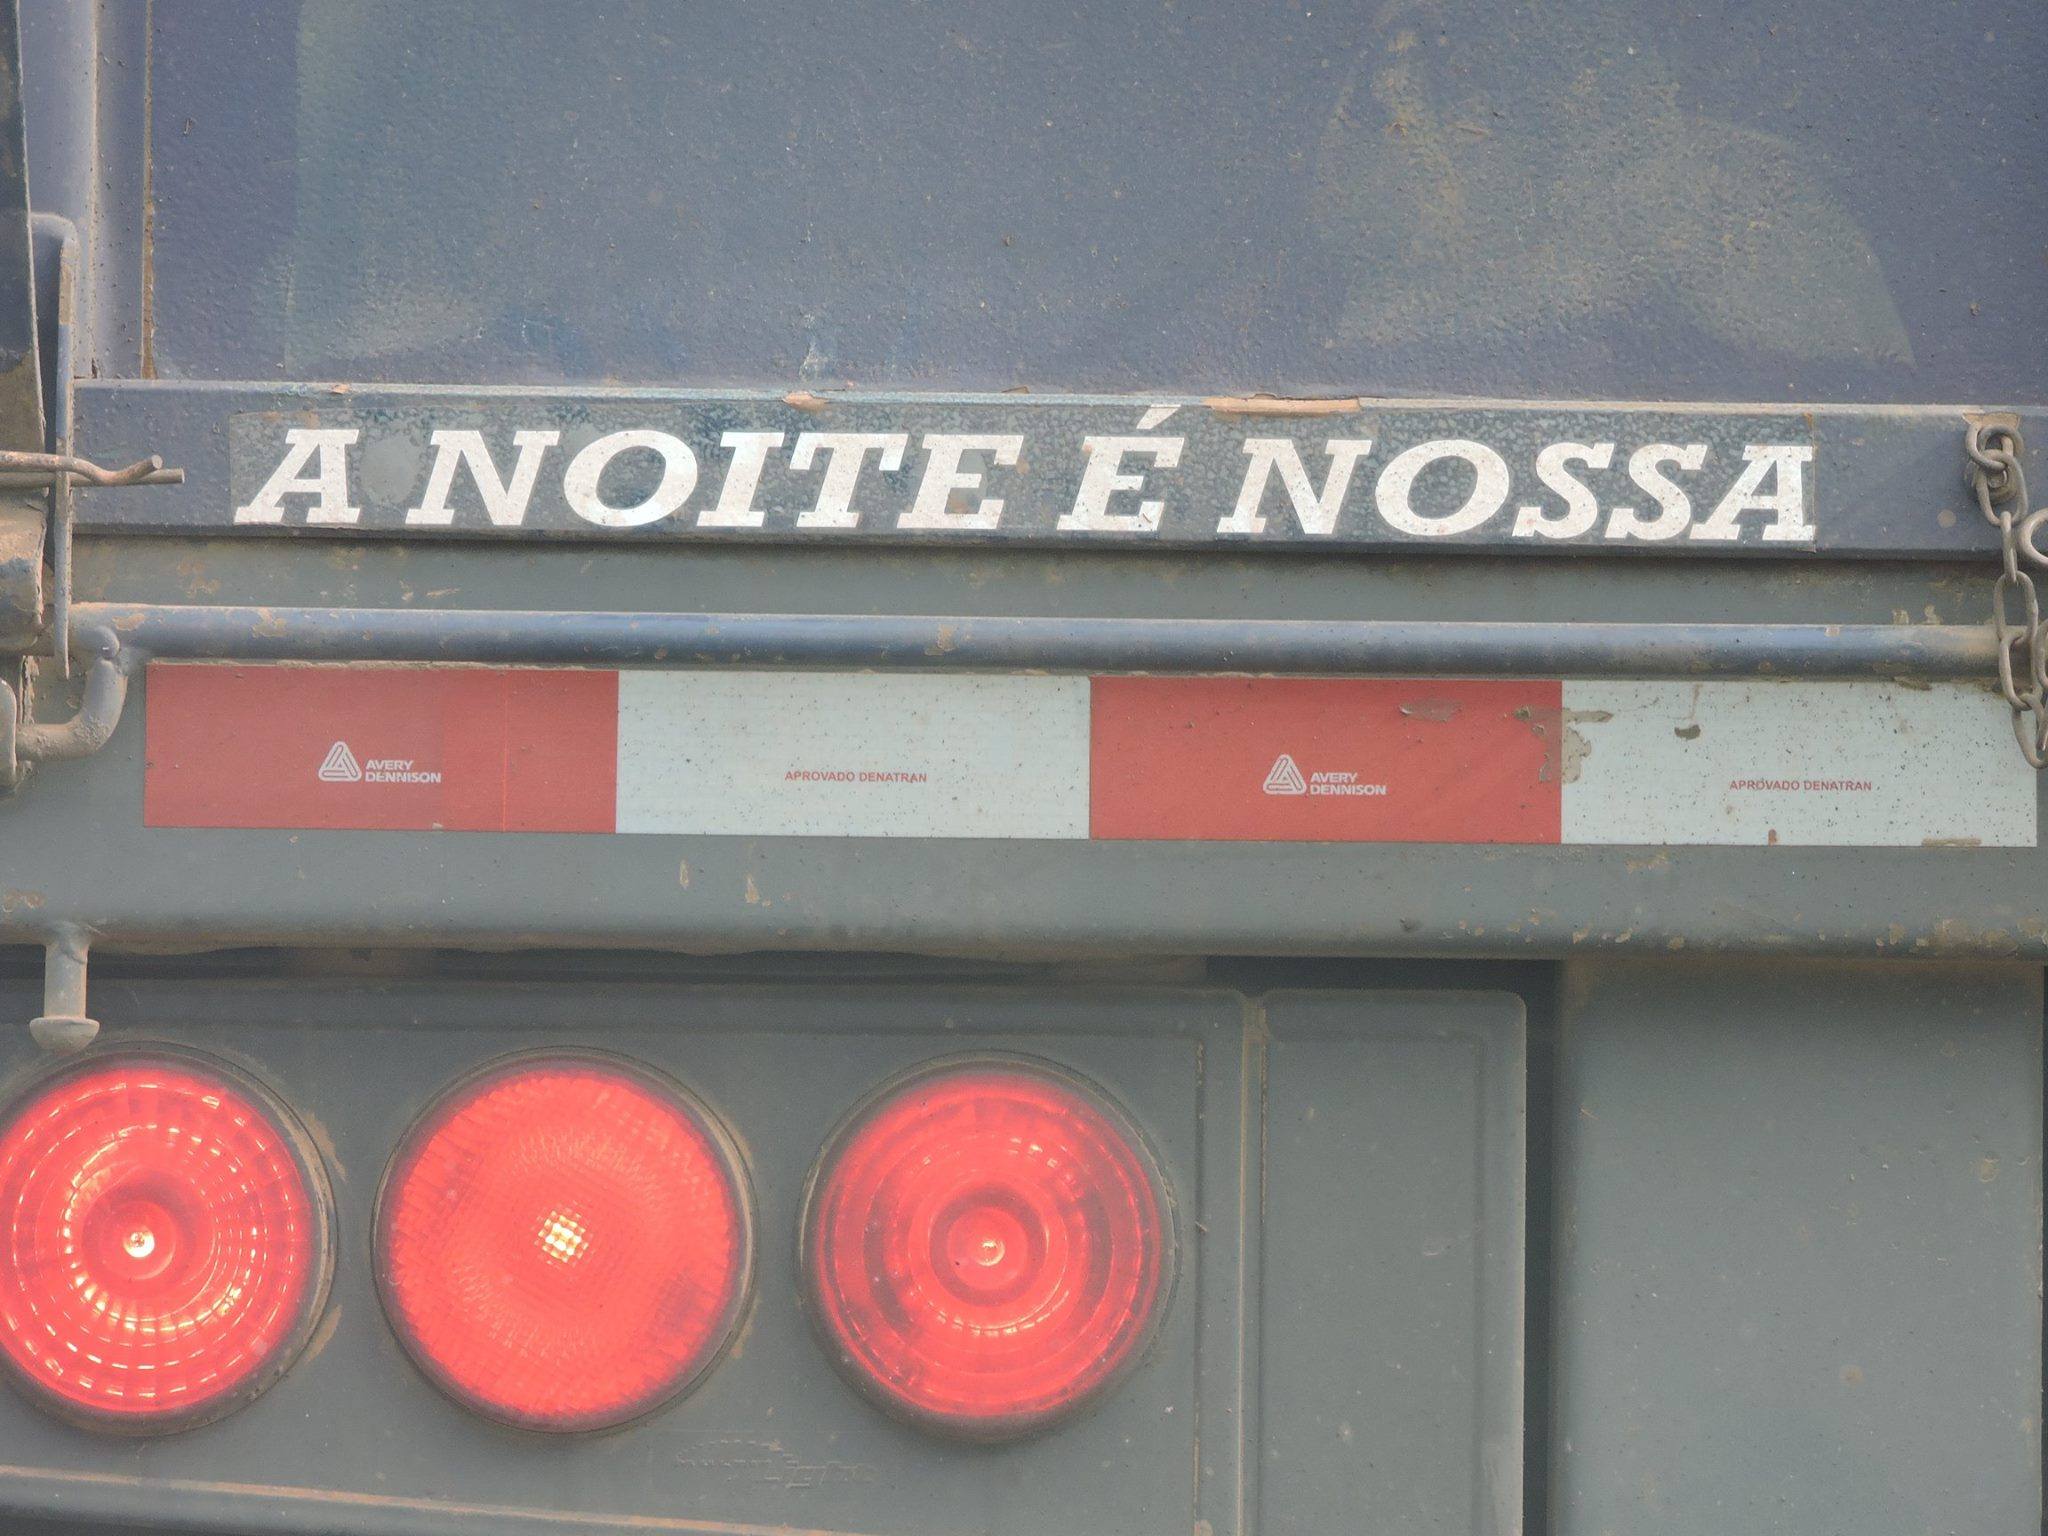 A NOITE É NOSSA
AVERY DENNISON
APROVADO DENATRAN
AVERY DENNISON
APROVADO DENATRAN